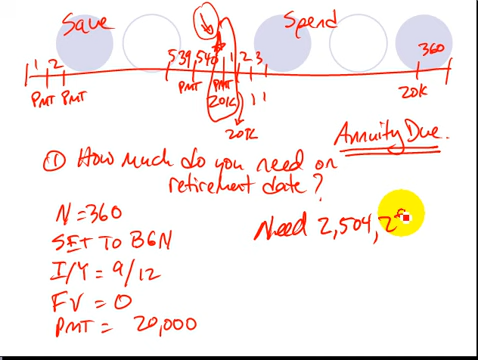 Save Spend
1 2 539 540 1 2 3 360
PMT PMT PMT PMT
20K 20K
20K
Annuity Due.
① How much do you need on
retirement date?
N=360
SET TO BGN
I/Y = 9/12
FV = 0
PMT = 20,000
Need 2,504,2